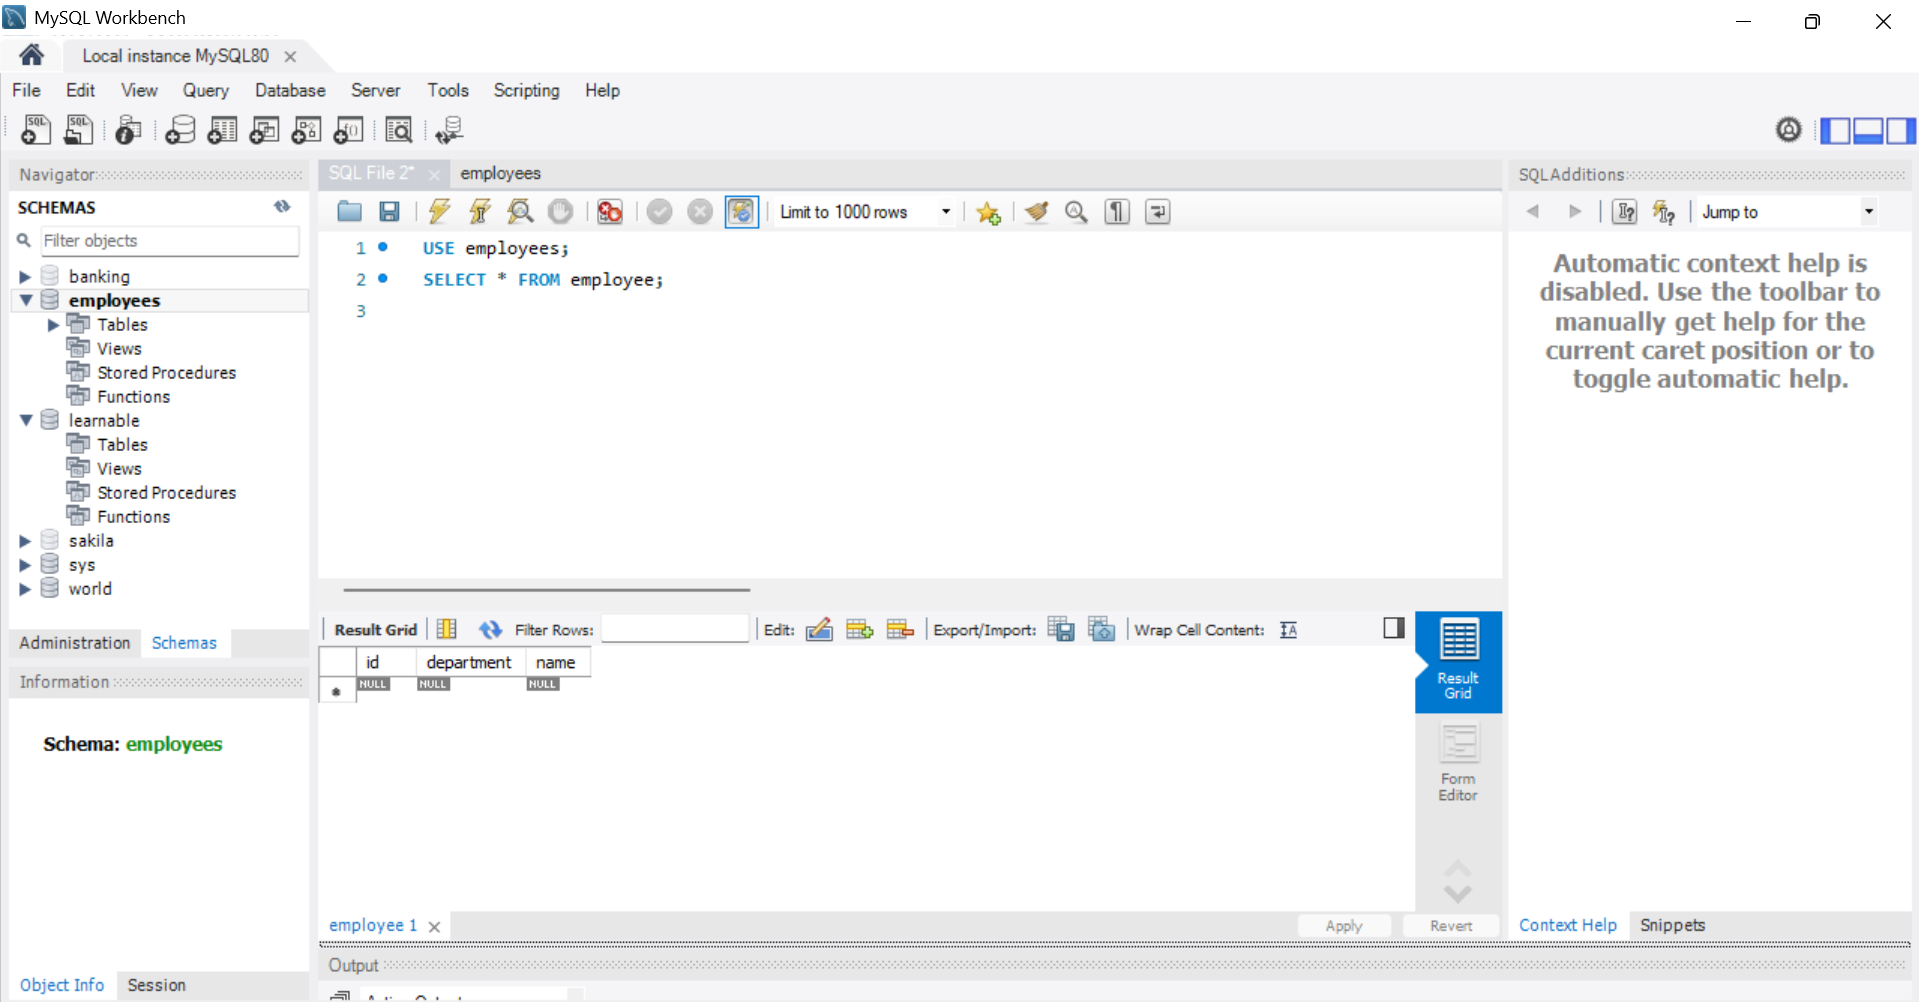 MySQL Workbench
Local instance MySQL80
File Edit View Query Database Server Tools Scripting Help
Navigator
SCHEMAS
Filter objects
banking
employees
Tables
Views
Stored Procedures
Functions
learnable
Tables
Views
Stored Procedures
Functions
sakila
sys
world
Administration Schemas
Information
Schema: employees
Object Info Session
SQL File 2* employees
Limit to 1000 rows
1 USE employees;
2 SELECT * FROM employee;
3
Result Grid Filter Rows: Edit: Export/Import: Wrap Cell Content:
id department name
NULL NULL NULL
Result
Grid
Form
Editor
employee 1 Apply Revert
Output
SQLAdditions
Jump to
Automatic context help is
disabled. Use the toolbar to
manually get help for the
current caret position or to
toggle automatic help.
Context Help Snippets